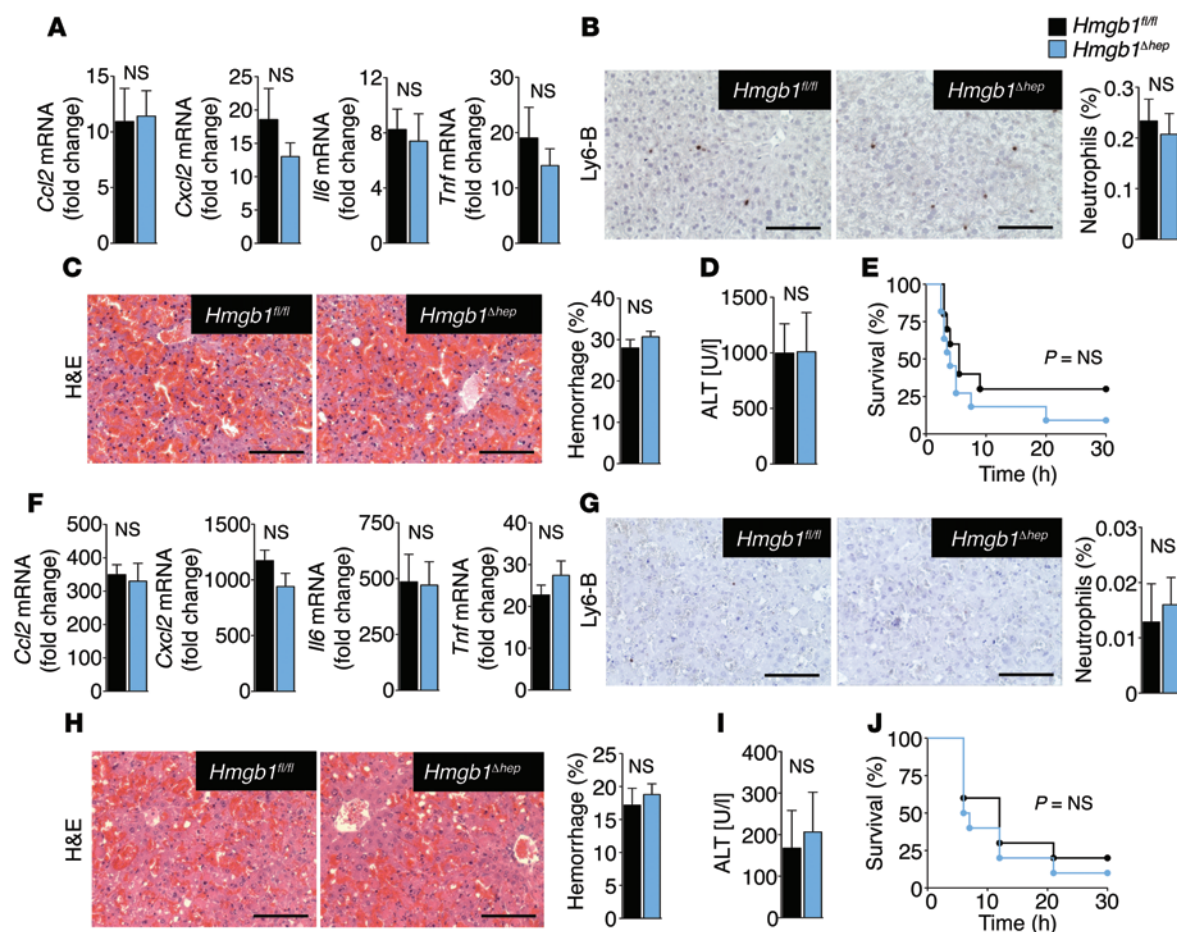 A
Ccl2 mRNA
(fold change)
15
10
5
0
NS
Cxcl2 mRNA
(fold change)
25
20
15
10
5
0
NS
Il6 mRNA
(fold change)
12
8
4
0
NS
Tnf mRNA
(fold change)
30
20
10
0
NS
B
Hmgb1fl/fl
Hmgb1Δhep
Ly6-B
Hmgb1fl/fl
Hmgb1Δhep
Neutrophils (%)
0.3
0.2
0.1
0
NS
C
H&E
Hmgb1fl/fl
Hmgb1Δhep
Hemorrhage (%)
40
30
20
10
0
NS
D
ALT [U/l]
1500
1000
500
0
NS
E
Survival (%)
100
75
50
25
0
P = NS
0 10 20 30
Time (h)
F
Ccl2 mRNA
(fold change)
500
400
300
200
100
0
NS
Cxcl2 mRNA
(fold change)
1500
1000
500
0
NS
Il6 mRNA
(fold change)
750
500
250
0
NS
Tnf mRNA
(fold change)
40
30
20
10
0
NS
G
Ly6-B
Hmgb1fl/fl
Hmgb1Δhep
Neutrophils (%)
0.03
0.02
0.01
0
NS
H
H&E
Hmgb1fl/fl
Hmgb1Δhep
Hemorrhage (%)
25
20
15
10
5
0
NS
I
ALT [U/l]
400
300
200
100
0
NS
J
Survival (%)
100
75
50
25
0
P = NS
0 10 20 30
Time (h)